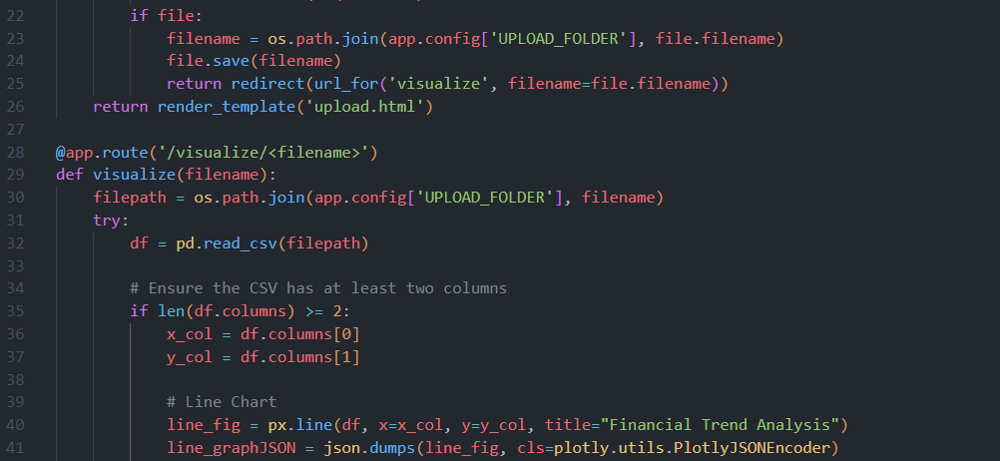 22 if file:
23 filename = os.path.join(app.config['UPLOAD_FOLDER'], file.filename)
24 file.save(filename)
25 return redirect(url_for('visualize', filename=file.filename))
26 return render_template('upload.html')
27
28 @app.route('/visualize/<filename>')
29 def visualize(filename):
30 filepath = os.path.join(app.config['UPLOAD_FOLDER'], filename)
31 try:
32 df = pd.read_csv(filepath)
33
34 # Ensure the CSV has at least two columns
35 if len(df.columns) >= 2:
36 x_col = df.columns[0]
37 y_col = df.columns[1]
38
39 # Line Chart
40 line_fig = px.line(df, x=x_col, y=y_col, title="Financial Trend Analysis")
41 line_graphJSON = json.dumps(line_fig, cls=plotly.utils.PlotlyJSONEncoder)